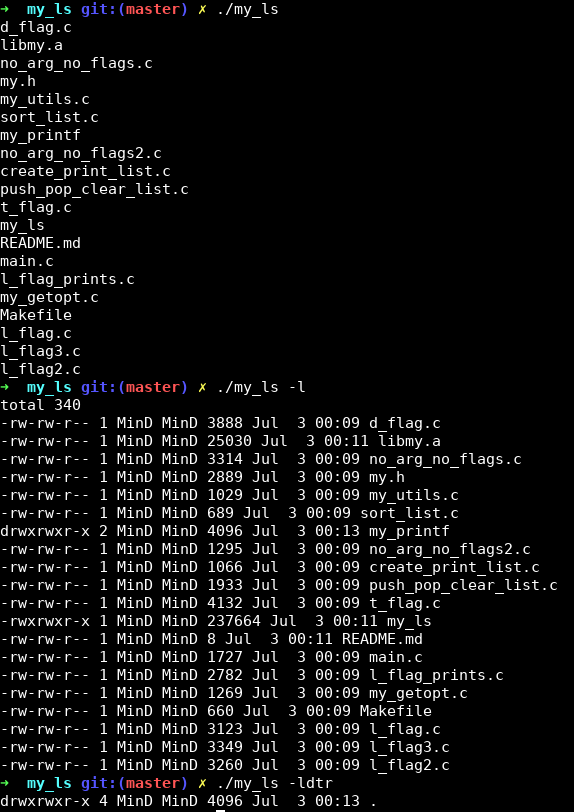 ➜  my_ls git:(master) ✗ ./my_ls
d_flag.c
libmy.a
no_arg_no_flags.c
my.h
my_utils.c
sort_list.c
my_printf
no_arg_no_flags2.c
create_print_list.c
push_pop_clear_list.c
t_flag.c
my_ls
README.md
main.c
l_flag_prints.c
my_getopt.c
Makefile
l_flag.c
l_flag3.c
l_flag2.c
➜  my_ls git:(master) ✗ ./my_ls -l
total 340
-rw-rw-r-- 1 MinD MinD 3888 Jul  3 00:09 d_flag.c
-rw-rw-r-- 1 MinD MinD 25030 Jul  3 00:11 libmy.a
-rw-rw-r-- 1 MinD MinD 3314 Jul  3 00:09 no_arg_no_flags.c
-rw-rw-r-- 1 MinD MinD 2889 Jul  3 00:09 my.h
-rw-rw-r-- 1 MinD MinD 1029 Jul  3 00:09 my_utils.c
-rw-rw-r-- 1 MinD MinD 689 Jul  3 00:09 sort_list.c
drwxrwxr-x 2 MinD MinD 4096 Jul  3 00:13 my_printf
-rw-rw-r-- 1 MinD MinD 1295 Jul  3 00:09 no_arg_no_flags2.c
-rw-rw-r-- 1 MinD MinD 1066 Jul  3 00:09 create_print_list.c
-rw-rw-r-- 1 MinD MinD 1933 Jul  3 00:09 push_pop_clear_list.c
-rw-rw-r-- 1 MinD MinD 4132 Jul  3 00:09 t_flag.c
-rwxrwxr-x 1 MinD MinD 237664 Jul  3 00:11 my_ls
-rw-rw-r-- 1 MinD MinD 8 Jul  3 00:11 README.md
-rw-rw-r-- 1 MinD MinD 1727 Jul  3 00:09 main.c
-rw-rw-r-- 1 MinD MinD 2782 Jul  3 00:09 l_flag_prints.c
-rw-rw-r-- 1 MinD MinD 1269 Jul  3 00:09 my_getopt.c
-rw-rw-r-- 1 MinD MinD 660 Jul  3 00:09 Makefile
-rw-rw-r-- 1 MinD MinD 3123 Jul  3 00:09 l_flag.c
-rw-rw-r-- 1 MinD MinD 3349 Jul  3 00:09 l_flag3.c
-rw-rw-r-- 1 MinD MinD 3260 Jul  3 00:09 l_flag2.c
➜  my_ls git:(master) ✗ ./my_ls -ldtr
drwxrwxr-x 4 MinD MinD 4096 Jul  3 00:13 .